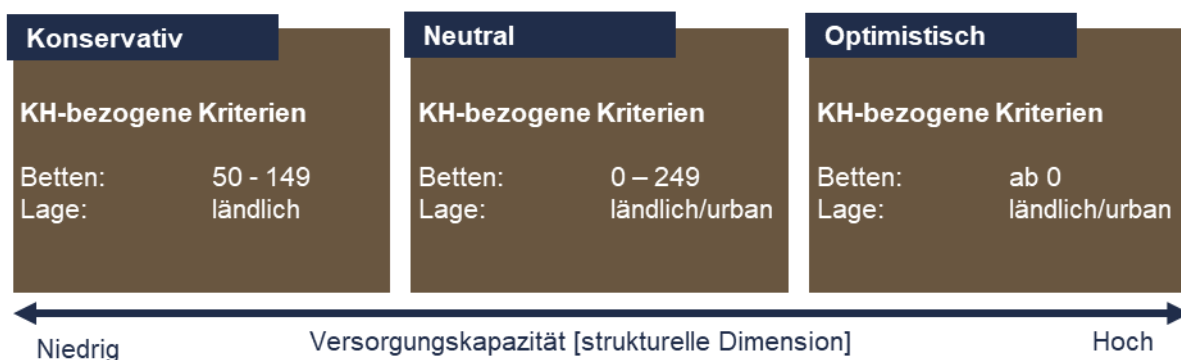 Konservativ
KH-bezogene Kriterien
Betten: 50 - 149
Lage: ländlich
Neutral
KH-bezogene Kriterien
Betten: 0 – 249
Lage: ländlich/urban
Optimistisch
KH-bezogene Kriterien
Betten: ab 0
Lage: ländlich/urban
Niedrig Versorgungskapazität [strukturelle Dimension] Hoch